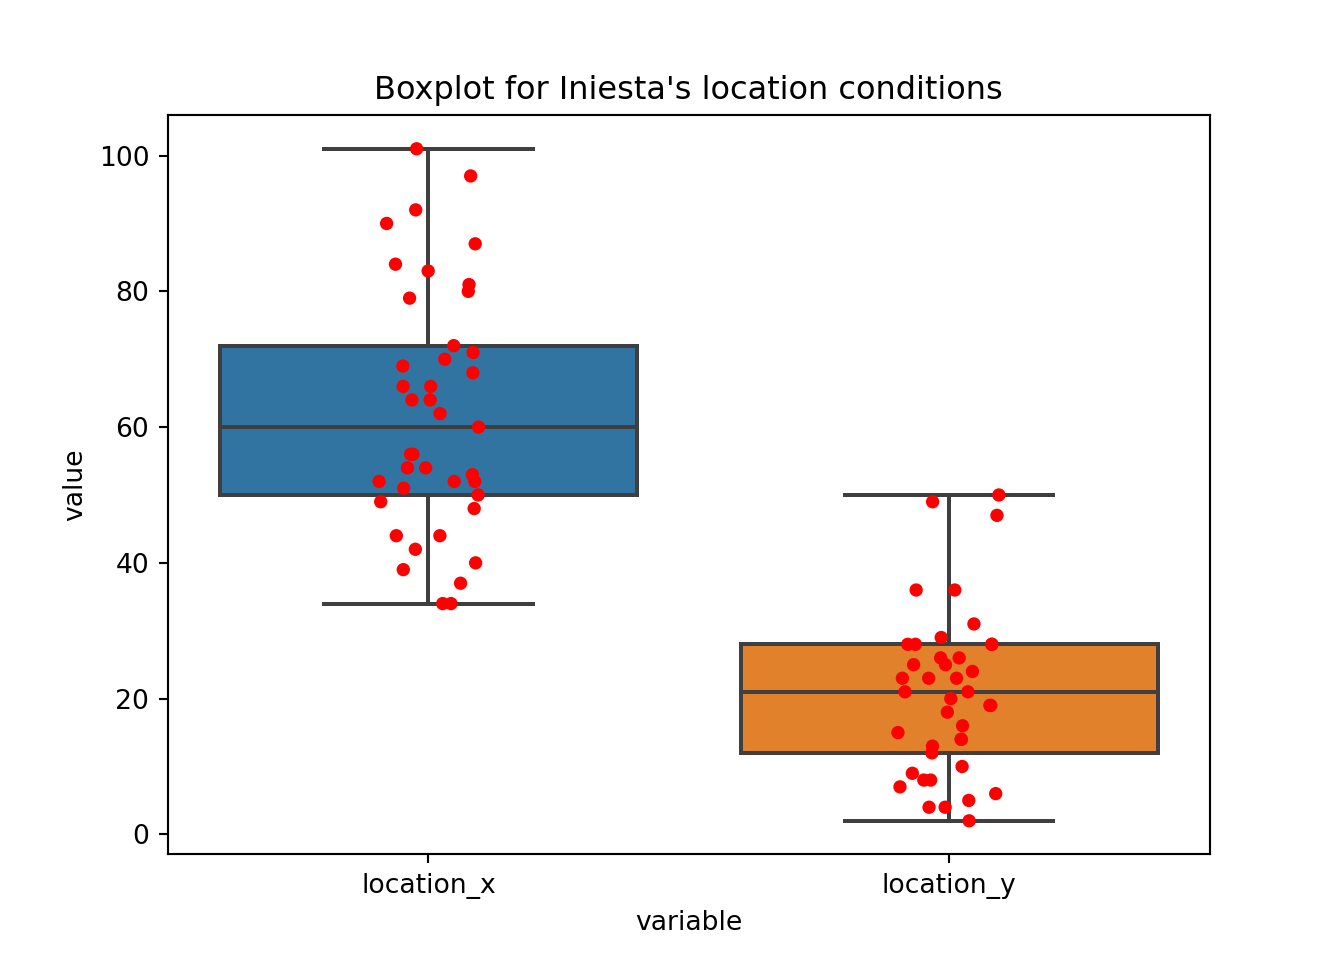 Boxplot for Iniesta's location conditions
100
80
60
40
20
0
value
location_x
location_y
variable